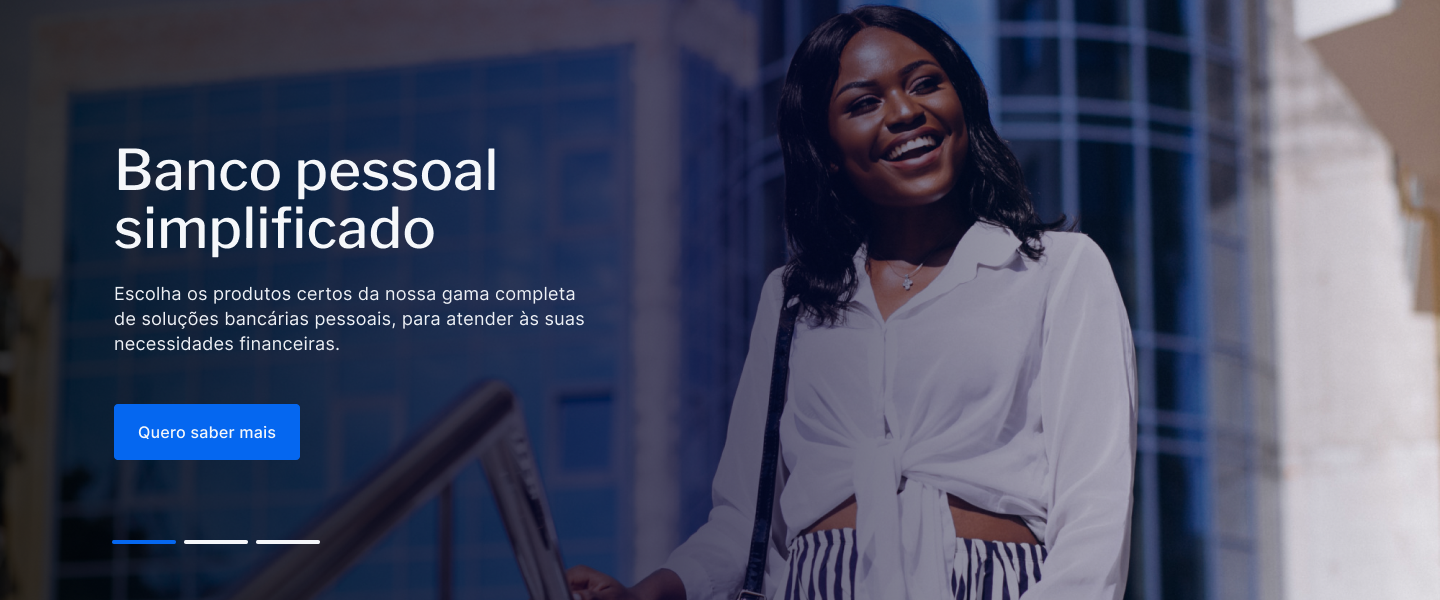 Banco pessoal
simplificado
Escolha os produtos certos da nossa gama completa
de soluções bancárias pessoais, para atender às suas
necessidades financeiras.
Quero saber mais